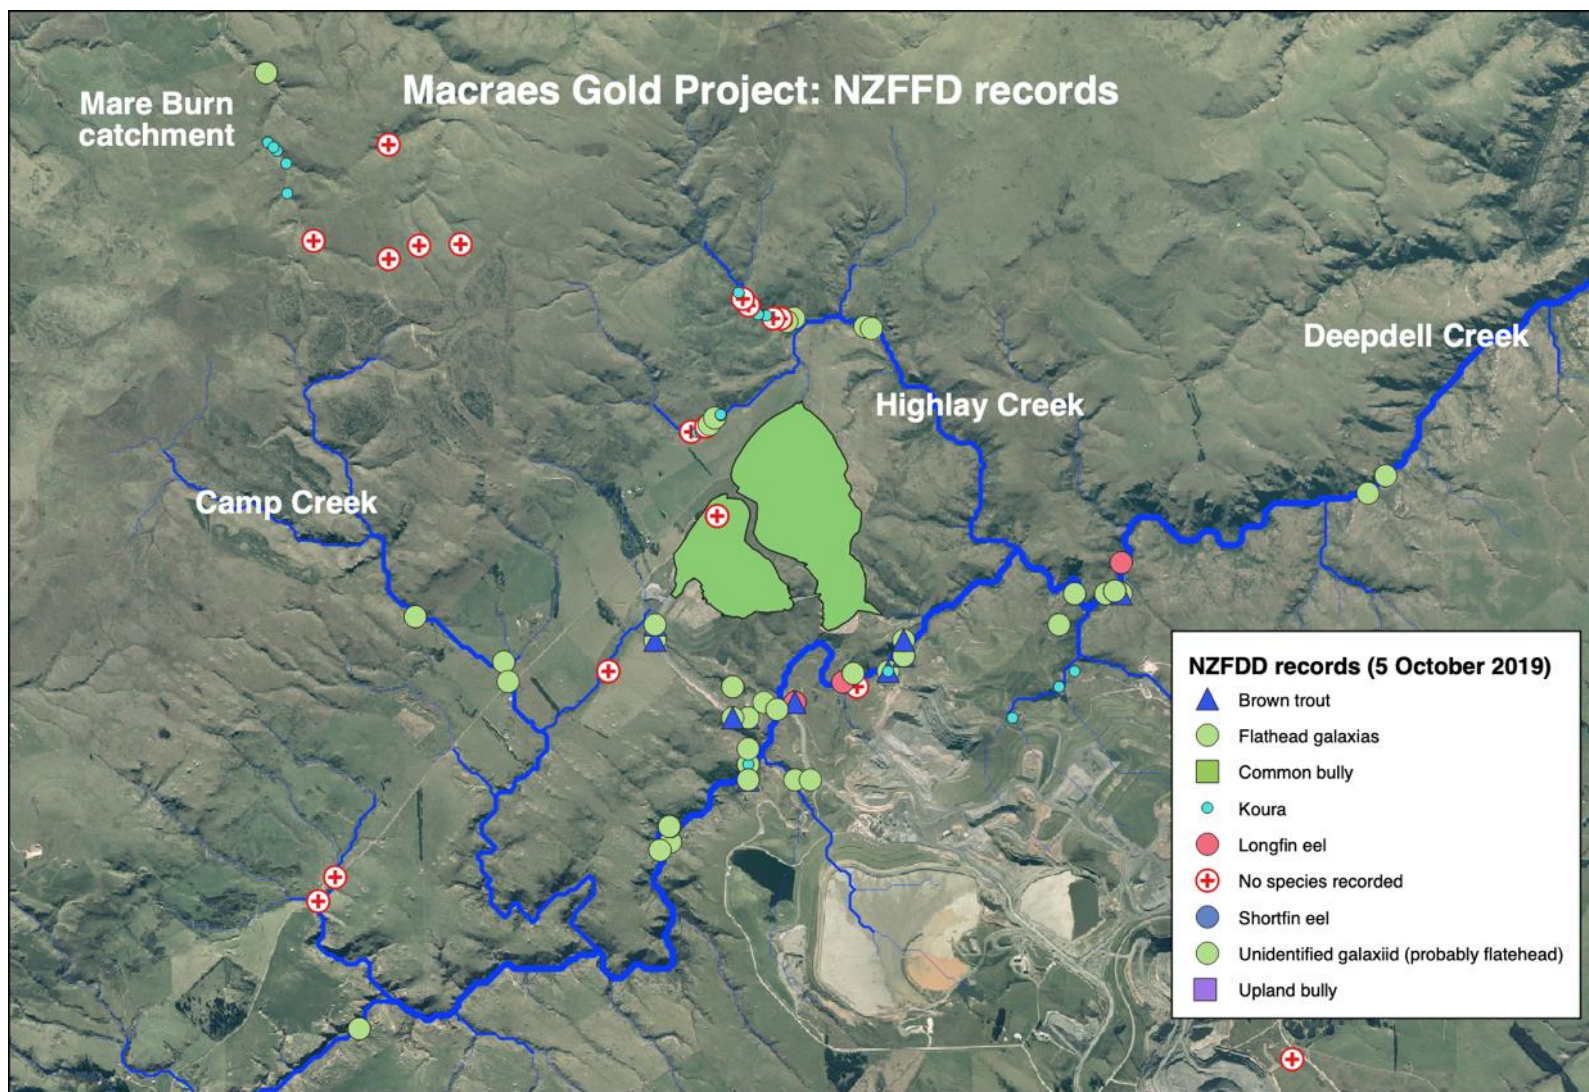 Macraes Gold Project: NZFFD records
Mare Burn
catchment
Deepdell Creek
Highlay Creek
Camp Creek
NZFDD records (5 October 2019)
Brown trout
Flathead galaxias
Common bully
Koura
Longfin eel
No species recorded
Shortfin eel
Unidentified galaxiid (probably flatehead)
Upland bully